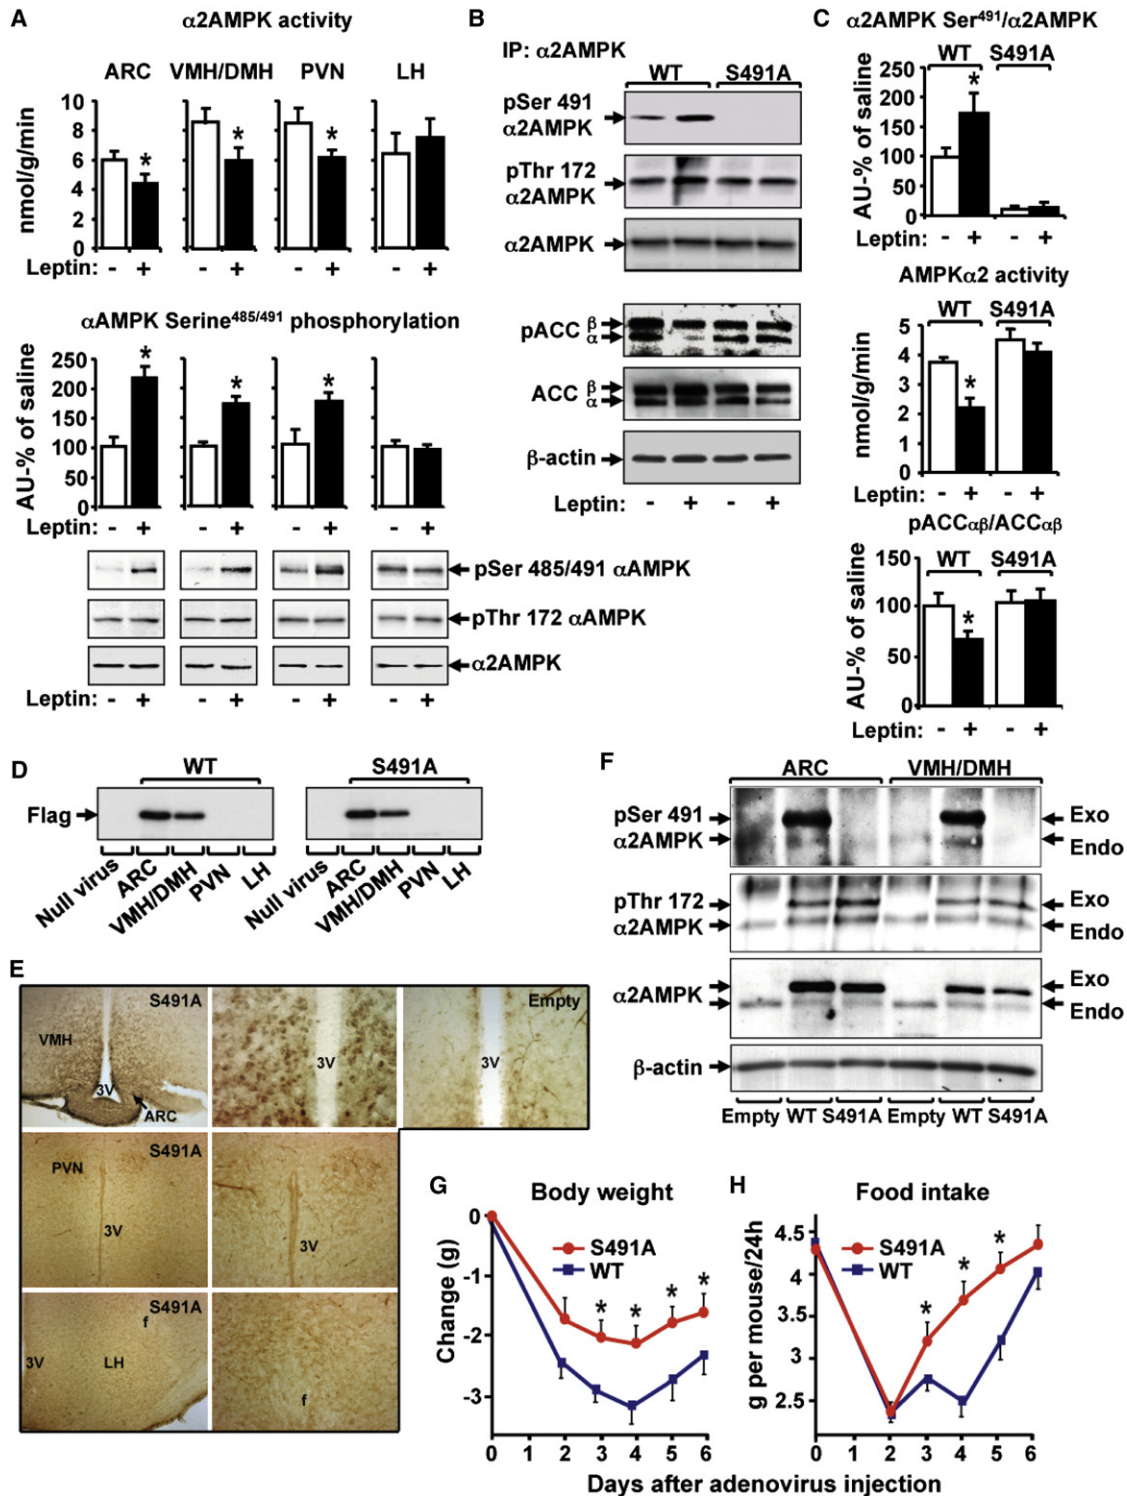 A
α2AMPK activity
ARC VMH/DMH PVN LH
nmol/g/min
10
8
6
4
2
0
* * *
Leptin: - + - + - + - +
αAMPK Serine485/491 phosphorylation
AU-% of saline
250
200
150
100
50
0
* * *
Leptin: - + - + - + - +
pSer 485/491 αAMPK
pThr 172 αAMPK
α2AMPK
Leptin: - + - + - + - +
B
IP: α2AMPK
WT S491A
pSer 491
α2AMPK
pThr 172
α2AMPK
α2AMPK
pACC β
α
ACC β
α
β-actin
Leptin: - + - +
C
α2AMPK Ser491/α2AMPK
WT S491A
AU-% of saline
250
200
150
100
50
0
*
Leptin: - + - +
AMPKα2 activity
WT S491A
nmol/g/min
5
4
3
2
1
0
*
Leptin: - + - +
pACCαβ/ACCαβ
WT S491A
AU-% of saline
150
100
50
0
*
Leptin: - + - +
D
WT S491A
Flag
Null virus ARC VMH/DMH PVN LH
Null virus ARC VMH/DMH PVN LH
E
S491A
VMH
3V
ARC
3V
Empty
3V
S491A
PVN
3V
3V
S491A
f
3V LH
f
F
ARC VMH/DMH
pSer 491
α2AMPK
Exo
Endo
pThr 172
α2AMPK
Exo
Endo
α2AMPK
Exo
Endo
β-actin
Empty WT S491A Empty WT S491A
G
Body weight
Change (g)
0
-1
-2
-3
S491A
WT
* * * *
0 1 2 3 4 5 6
H
Food intake
g per mouse/24h
4.5
4
3.5
3
2.5
S491A
WT
* * *
0 1 2 3 4 5 6
Days after adenovirus injection